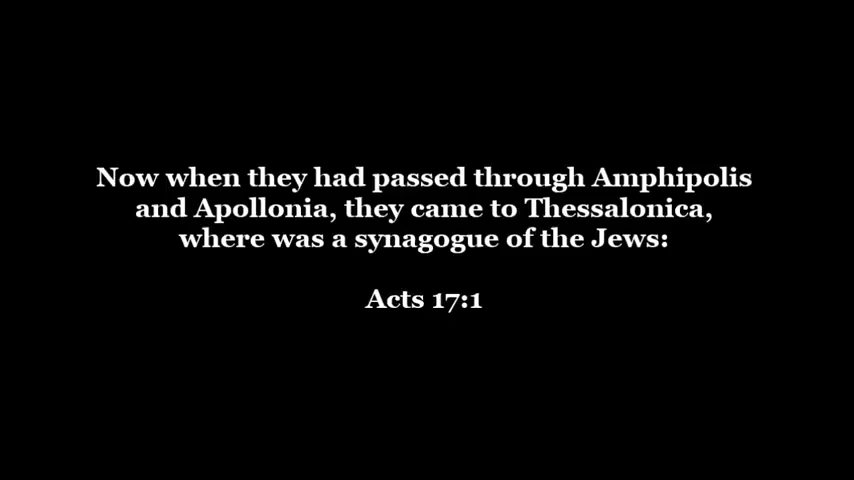 Now when they had passed through Amphipolis
and Apollonia, they came to Thessalonica,
where was a synagogue of the Jews:
Acts 17:1